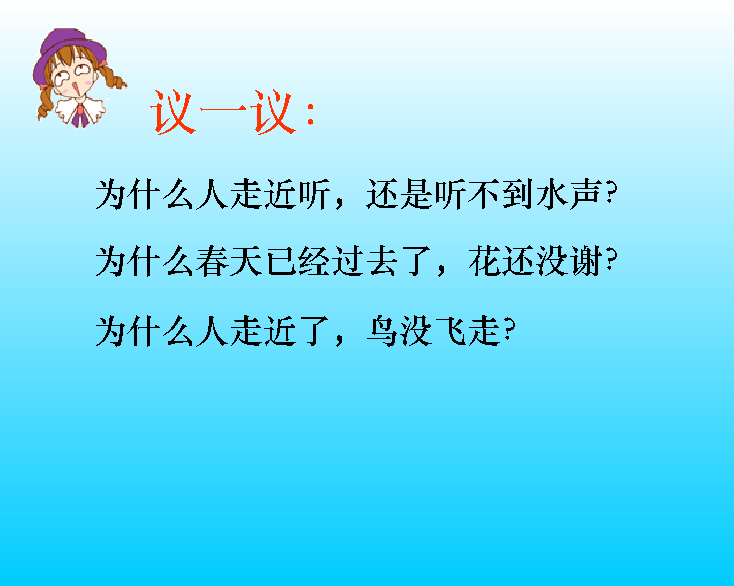 议一议：
为什么人走近听，还是听不到水声？
为什么春天已经过去了，花还没谢？
为什么人走近了，鸟没飞走？